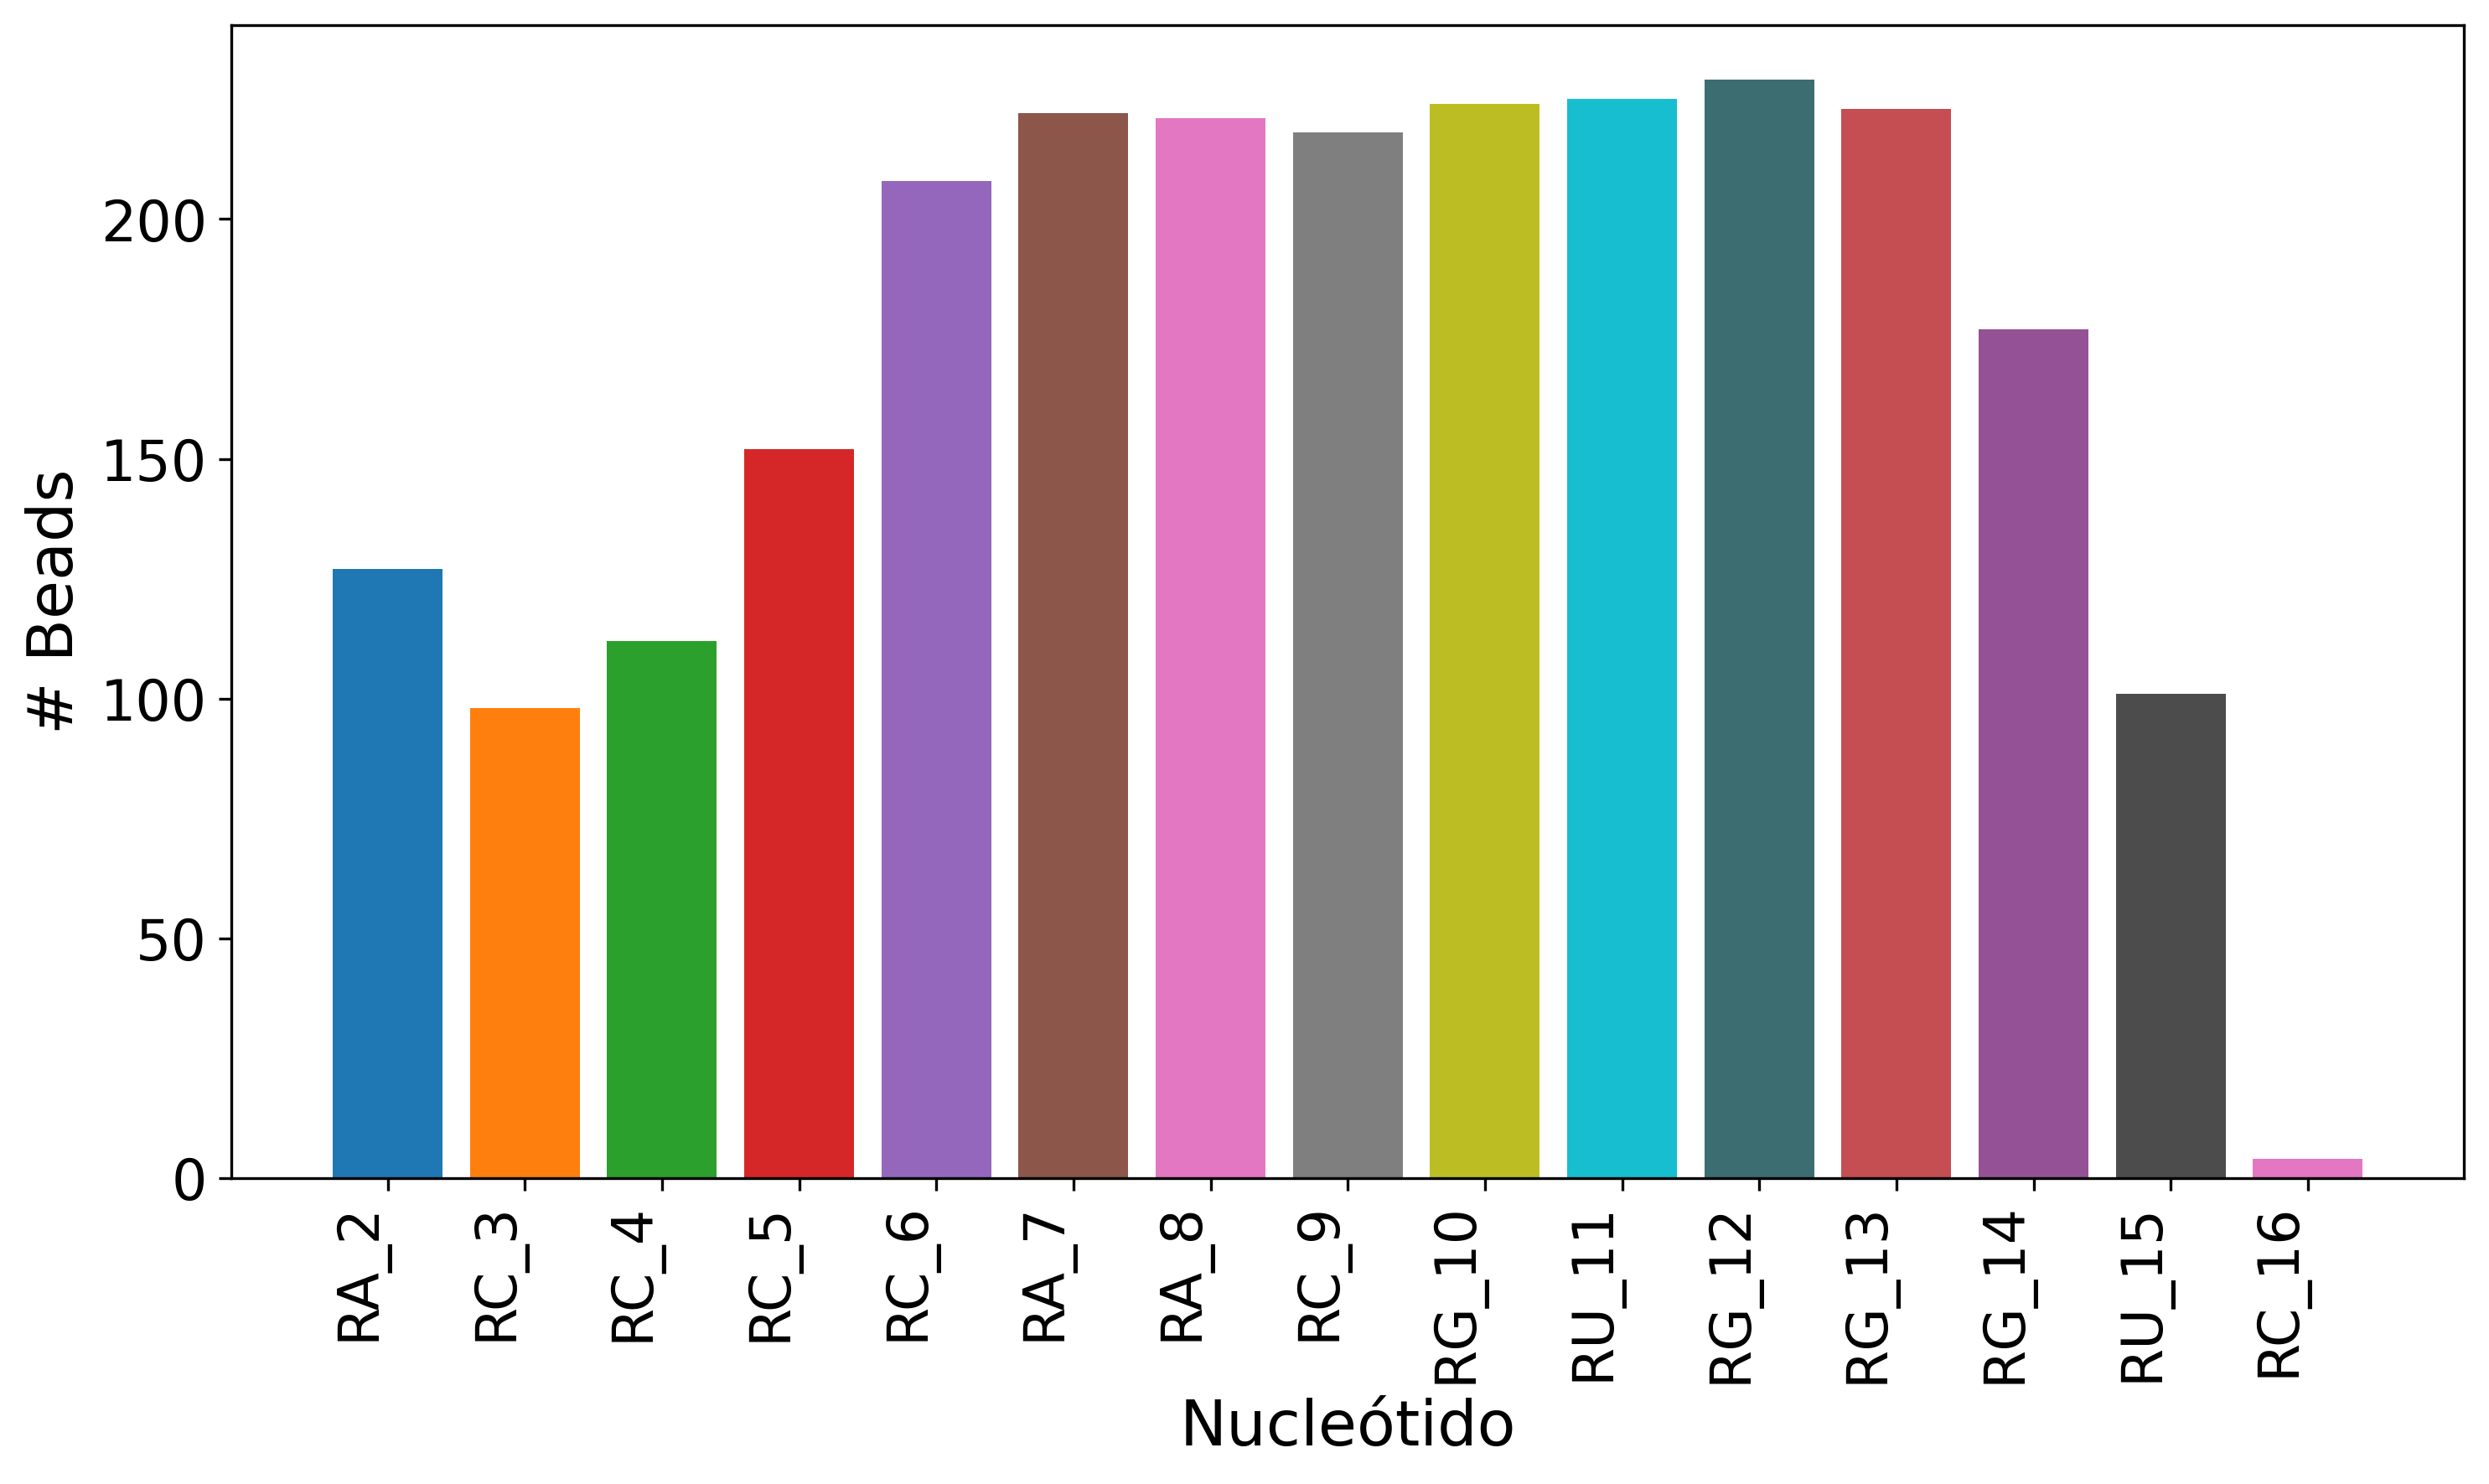 # Beads
200
150
100
50
0
RA_2
RC_3
RC_4
RC_5
RC_6
RA_7
RA_8
RC_9
RG_10
RU_11
RG_12
RG_13
RG_14
RU_15
RC_16
Nucleótido